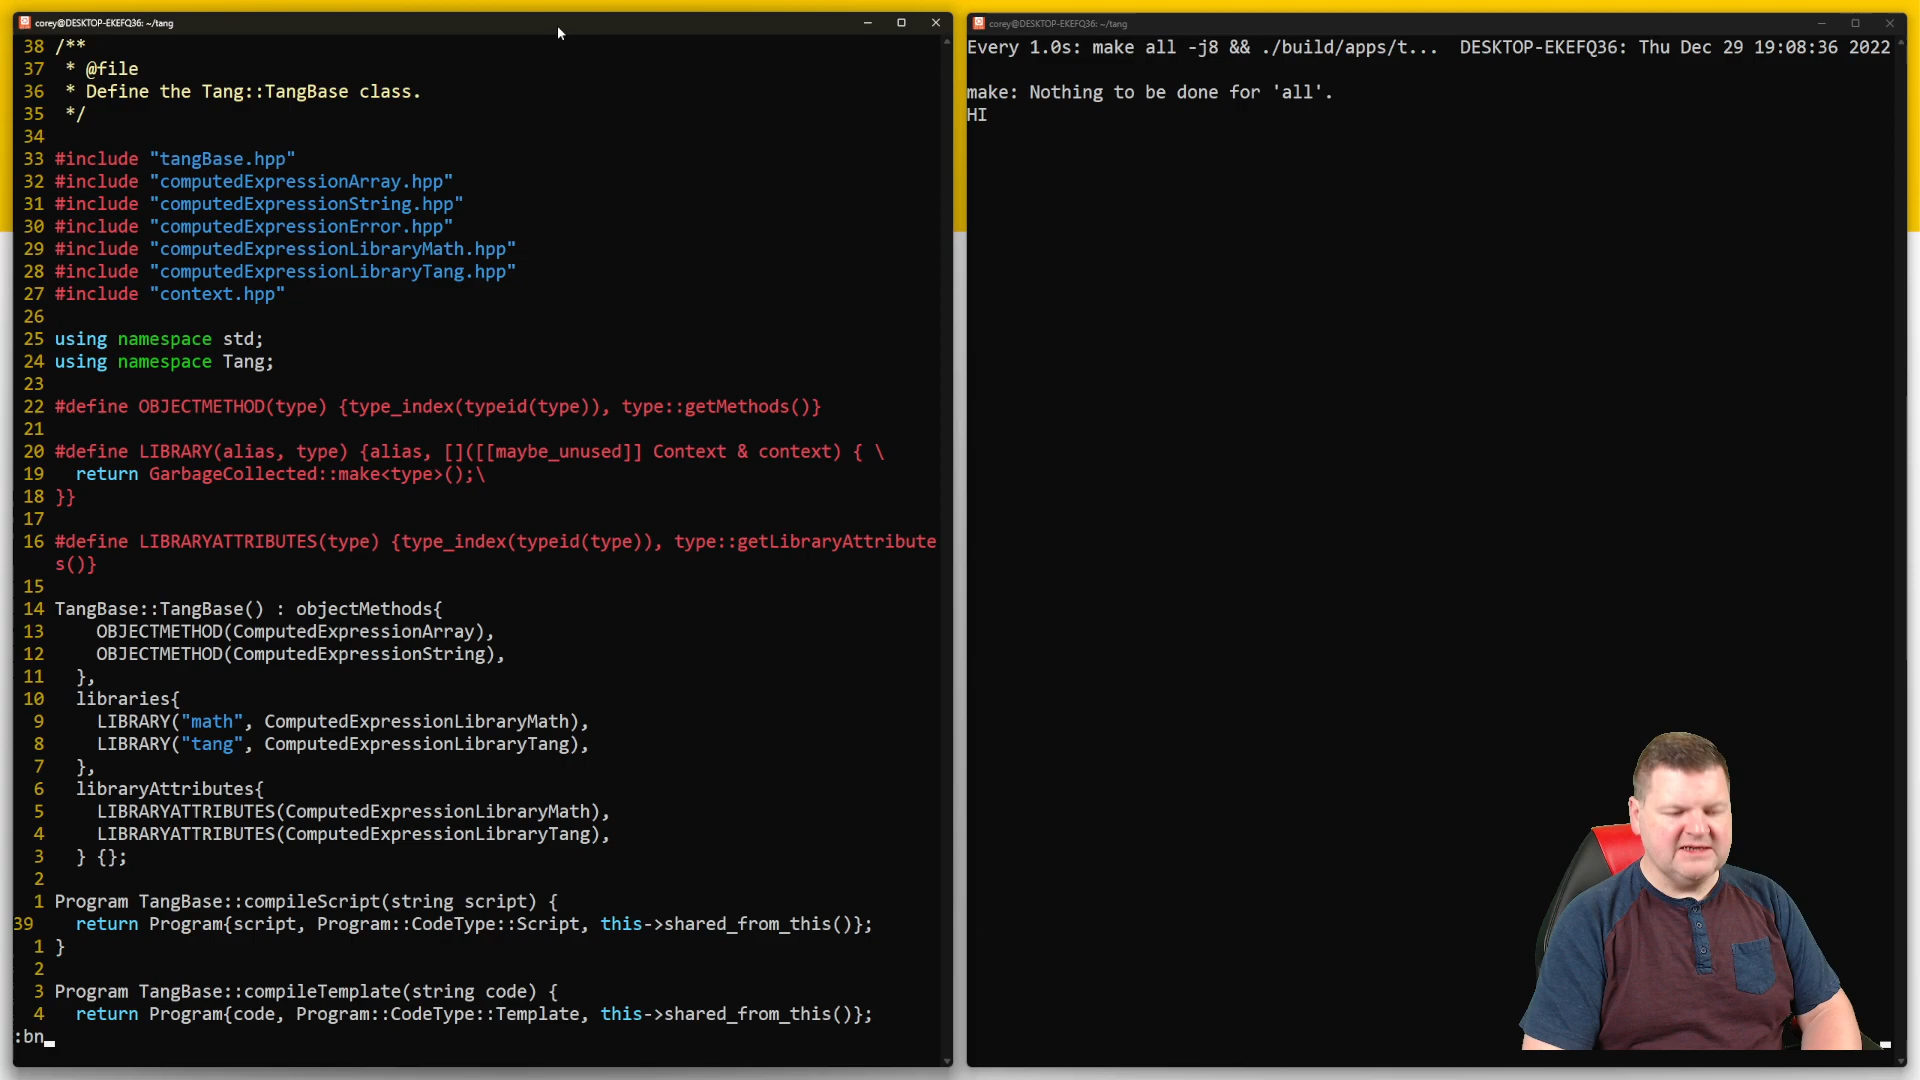 corey@DESKTOP-EKEFQ36: ~/tang
38 /**
37  * @file
36  * Define the Tang::TangBase class.
35  */
34
33 #include "tangBase.hpp"
32 #include "computedExpressionArray.hpp"
31 #include "computedExpressionString.hpp"
30 #include "computedExpressionError.hpp"
29 #include "computedExpressionLibraryMath.hpp"
28 #include "computedExpressionLibraryTang.hpp"
27 #include "context.hpp"
26
25 using namespace std;
24 using namespace Tang;
23
22 #define OBJECTMETHOD(type) {type_index(typeid(type)), type::getMethods()}
21
20 #define LIBRARY(alias, type) {alias, []([[maybe_unused]] Context & context) { \
19   return GarbageCollected::make<type>();\
18 }}
17
16 #define LIBRARYATTRIBUTES(type) {type_index(typeid(type)), type::getLibraryAttribute
s()}
15
14 TangBase::TangBase() : objectMethods{
13     OBJECTMETHOD(ComputedExpressionArray),
12     OBJECTMETHOD(ComputedExpressionString),
11   },
10   libraries{
9     LIBRARY("math", ComputedExpressionLibraryMath),
8     LIBRARY("tang", ComputedExpressionLibraryTang),
7   },
6   libraryAttributes{
5     LIBRARYATTRIBUTES(ComputedExpressionLibraryMath),
4     LIBRARYATTRIBUTES(ComputedExpressionLibraryTang),
3   } {};
2
1 Program TangBase::compileScript(string script) {
39   return Program{script, Program::CodeType::Script, this->shared_from_this()};
1 }
2
3 Program TangBase::compileTemplate(string code) {
4   return Program{code, Program::CodeType::Template, this->shared_from_this()};
:bn
corey@DESKTOP-EKEFQ36: ~/tang
Every 1.0s: make all -j8 && ./build/apps/t...  DESKTOP-EKEFQ36: Thu Dec 29 19:08:36 2022
make: Nothing to be done for 'all'.
HI